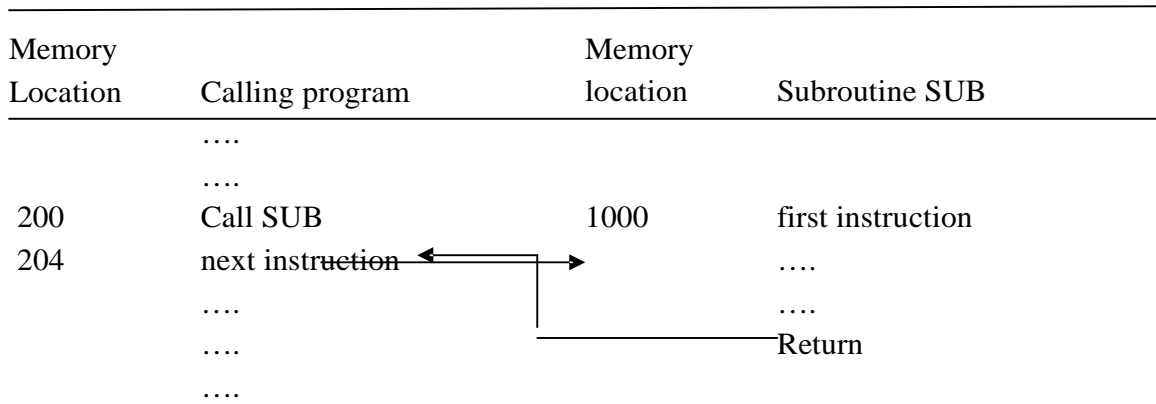 Memory Memory
Location Calling program location Subroutine SUB
….
….
200 Call SUB 1000 first instruction
204 next instruction ….
…. ….
…. Return
….